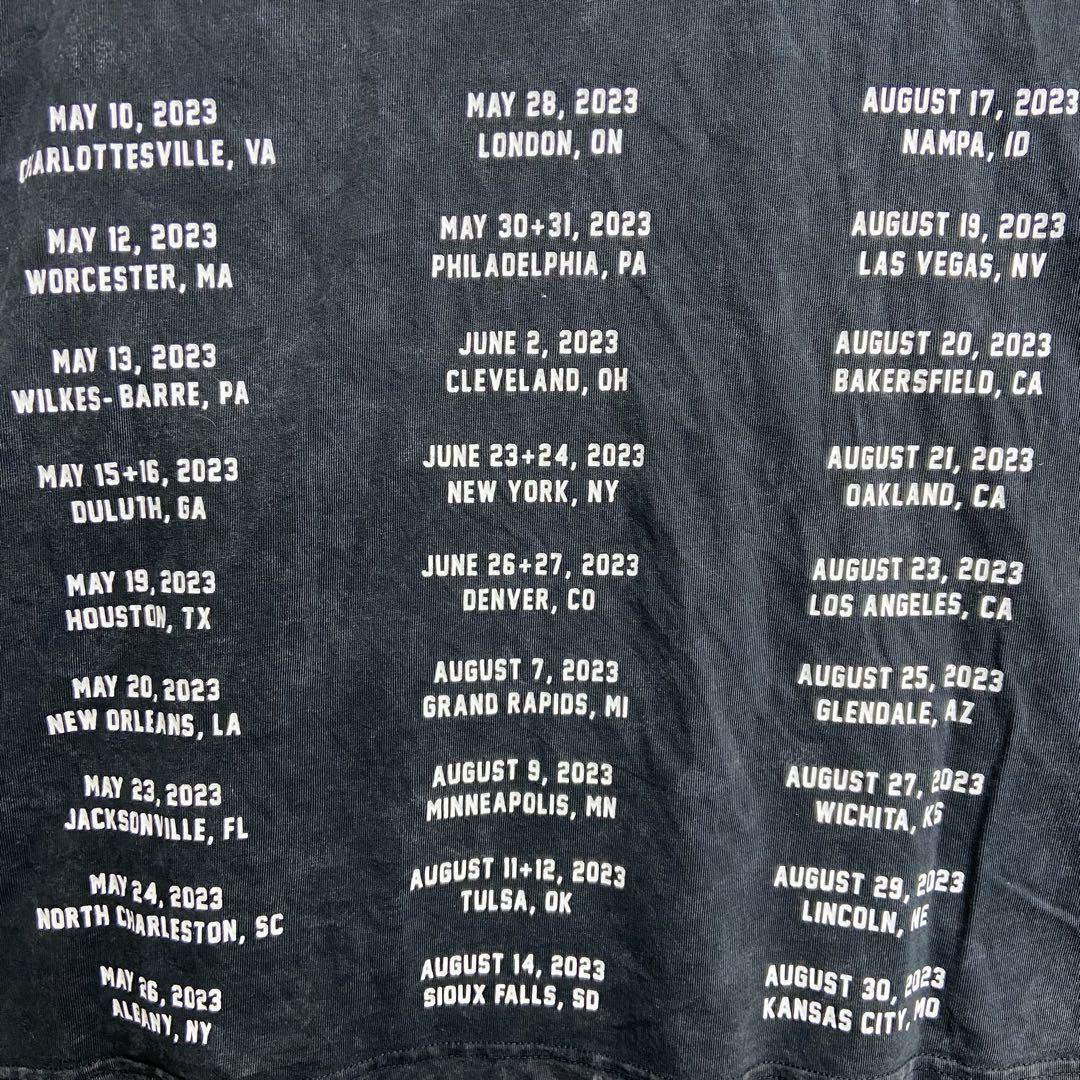 MAY 10, 2023
CHARLOTTESVILLE, VA
MAY 12, 2023
WORCESTER, MA
MAY 13, 2023
WILKES-BARRE, PA
MAY 15+16, 2023
DULUTH, GA
MAY 19, 2023
HOUSTON, TX
MAY 20, 2023
NEW ORLEANS, LA
MAY 23, 2023
JACKSONVILLE, FL
MAY 24, 2023
NORTH CHARLESTON, SC
MAY 26, 2023
ALBANY, NY
MAY 28, 2023
LONDON, ON
MAY 30+31, 2023
PHILADELPHIA, PA
JUNE 2, 2023
CLEVELAND, OH
JUNE 23+24, 2023
NEW YORK, NY
JUNE 26+27, 2023
DENVER, CO
AUGUST 7, 2023
GRAND RAPIDS, MI
AUGUST 9, 2023
MINNEAPOLIS, MN
AUGUST 11+12, 2023
TULSA, OK
AUGUST 14, 2023
SIOUX FALLS, SD
AUGUST 17, 2023
NAMPA, ID
AUGUST 19, 2023
LAS VEGAS, NV
AUGUST 20, 2023
BAKERSFIELD, CA
AUGUST 21, 2023
OAKLAND, CA
AUGUST 23, 2023
LOS ANGELES, CA
AUGUST 25, 2023
GLENDALE, AZ
AUGUST 27, 2023
WICHITA, KS
AUGUST 29, 2023
LINCOLN, NE
AUGUST 30, 2023
KANSAS CITY, MO